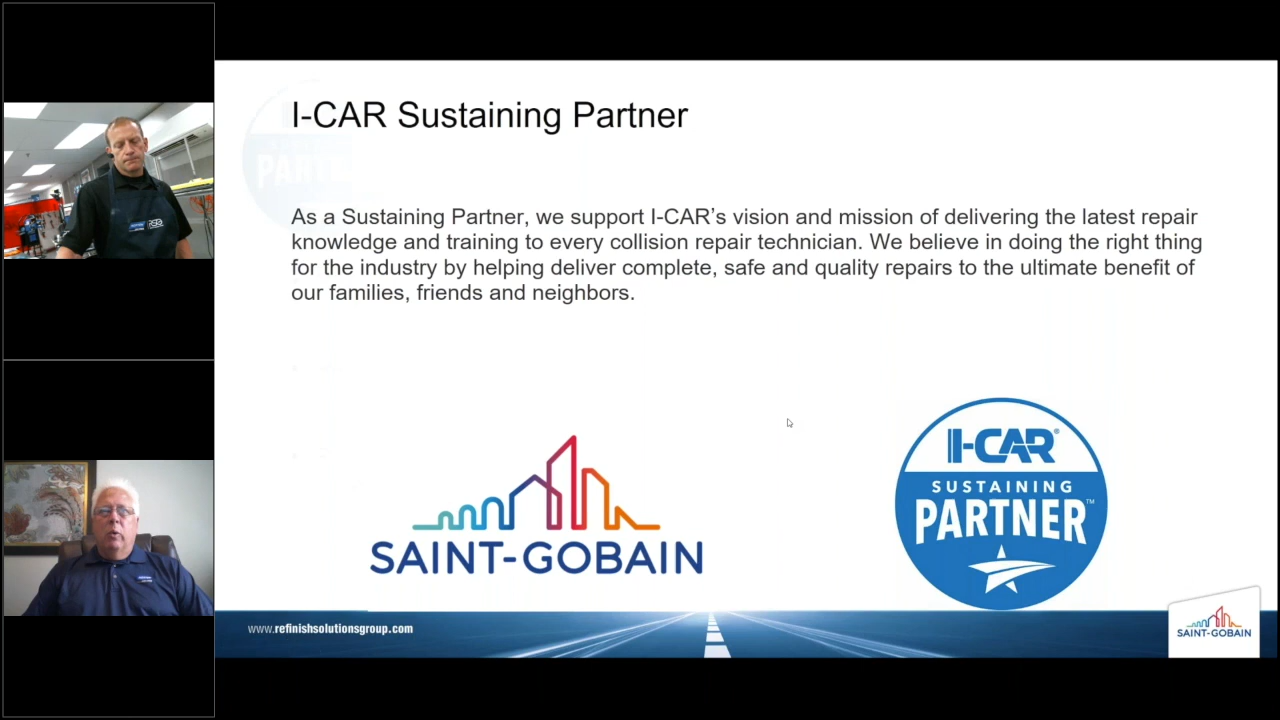 I-CAR Sustaining Partner
As a Sustaining Partner, we support I-CAR’s vision and mission of delivering the latest repair
knowledge and training to every collision repair technician. We believe in doing the right thing
for the industry by helping deliver complete, safe and quality repairs to the ultimate benefit of
our families, friends and neighbors.
I-CAR®
SUSTAINING
PARTNER™
SAINT-GOBAIN
www.refinishsolutionsgroup.com
SAINT-GOBAIN